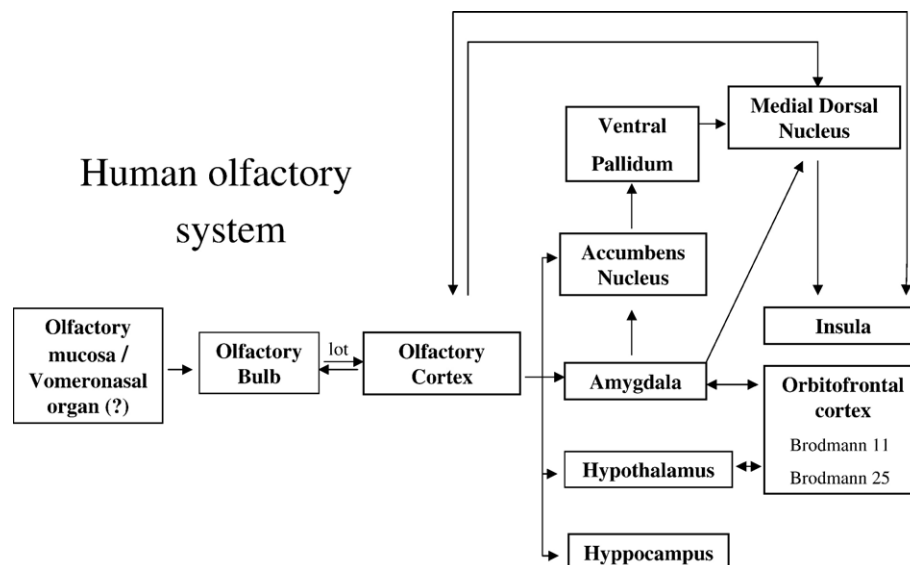 Human olfactory
system
Olfactory
mucosa /
Vomeronasal
organ (?)
Olfactory
Bulb
lot
Olfactory
Cortex
Ventral
Pallidum
Accumbens
Nucleus
Amygdala
Hypothalamus
Hyppocampus
Medial Dorsal
Nucleus
Insula
Orbitofrontal
cortex
Brodmann 11
Brodmann 25